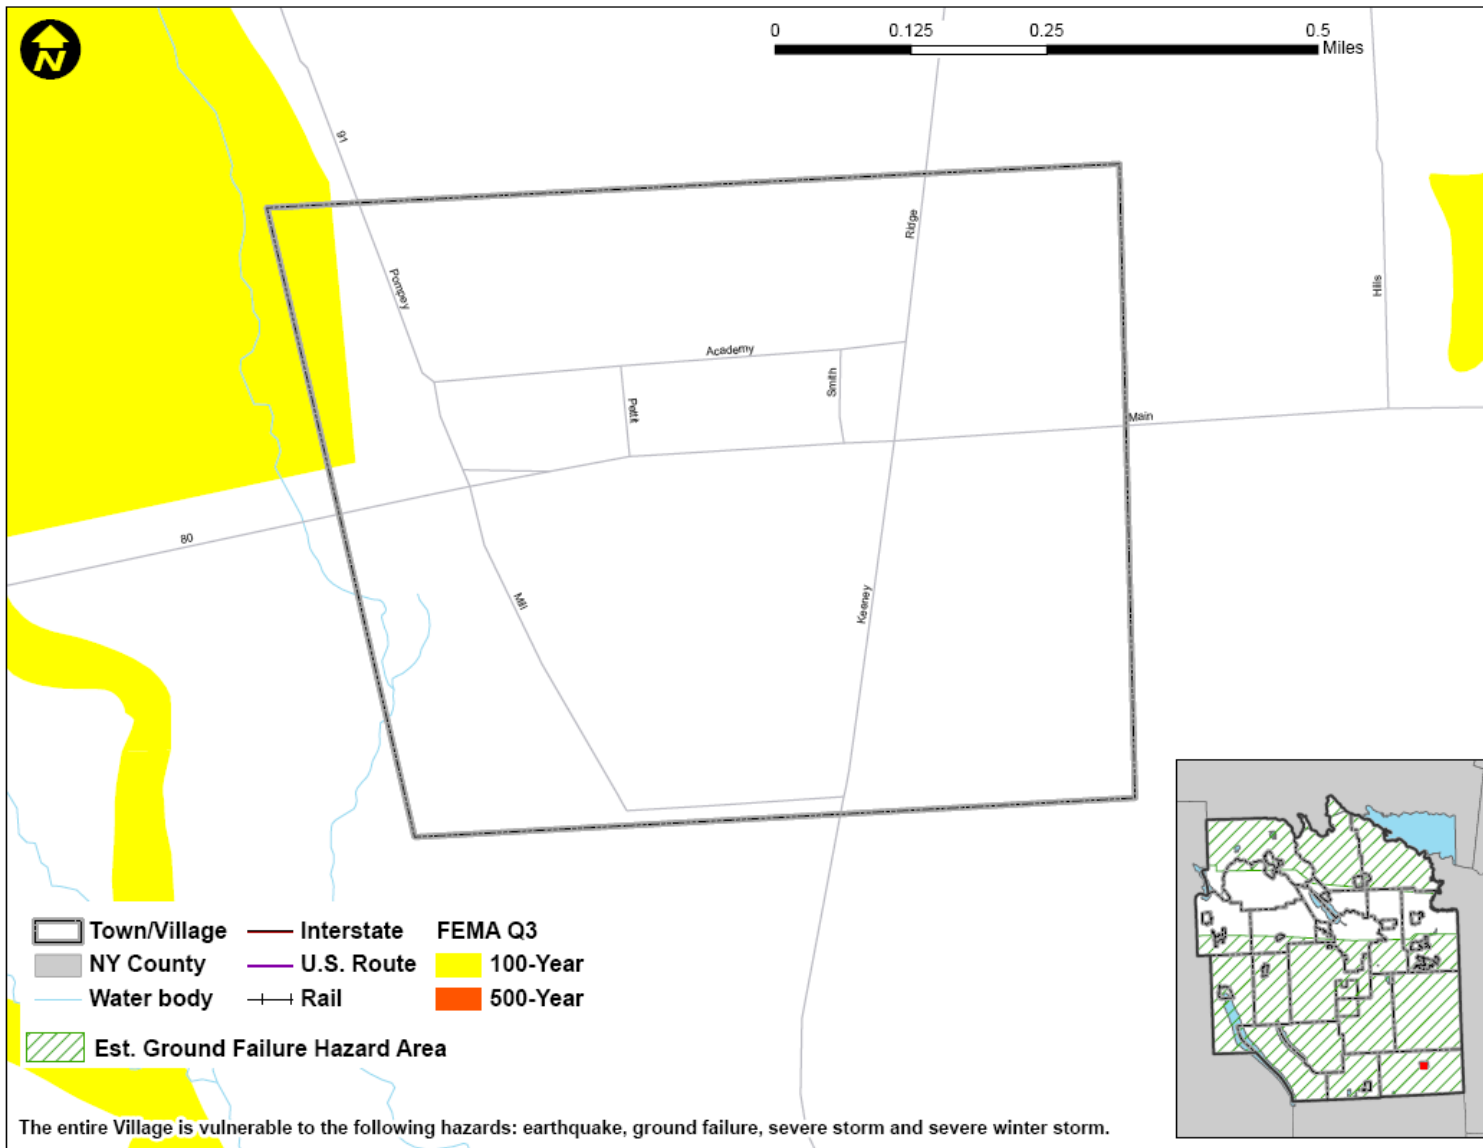 N
0 0.125 0.25 0.5
Miles
91
Ridge
Pompey
Hills
Academy
Smith
Pettit
Main
80
Mill
Keeney
Town/Village Interstate FEMA Q3
NY County U.S. Route 100-Year
Water body Rail 500-Year
Est. Ground Failure Hazard Area
The entire Village is vulnerable to the following hazards: earthquake, ground failure, severe storm and severe winter storm.